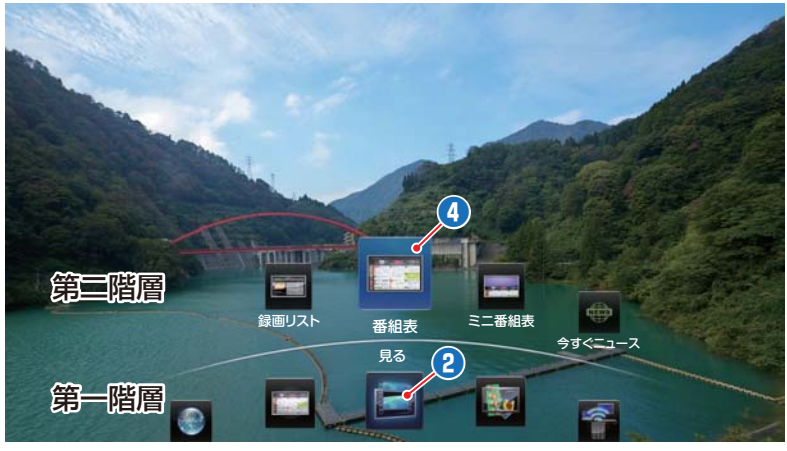 ④
第二階層
録画リスト
番組表
ミニ番組表
今すぐニュース
見る
②
第一階層
NEWS